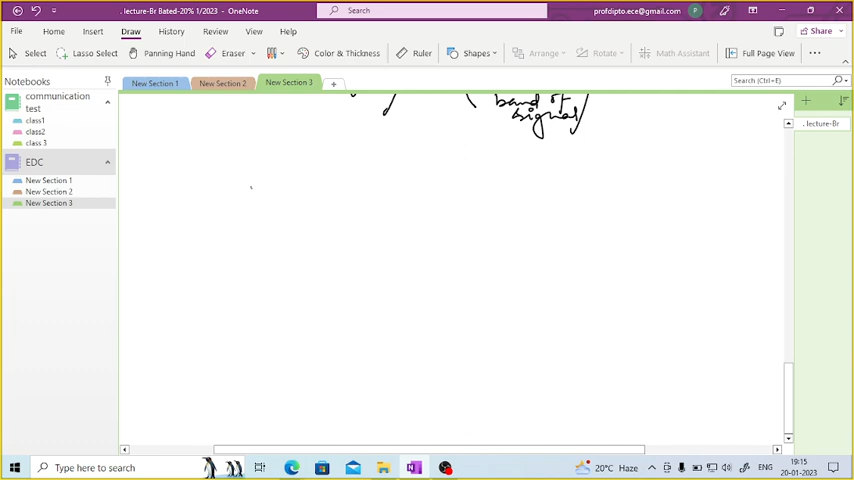 . lecture-Br Bated-20% 1/2023 - OneNote
Search
profdipto.ece@gmail.com
P
File
Home
Insert
Draw
History
Review
View
Help
Share
Select
Lasso Select
Panning Hand
Eraser
Color & Thickness
Ruler
Shapes
Arrange
Rotate
Math Assistant
Full Page View
Notebooks
New Section 1
New Section 2
New Section 3
Search (Ctrl+E)
communication
test
class1
class2
class 3
EDC
New Section 1
New Section 2
New Section 3
band of
signal
. lecture-Br
Type here to search
20°C Haze
ENG
19:15
20-01-2023